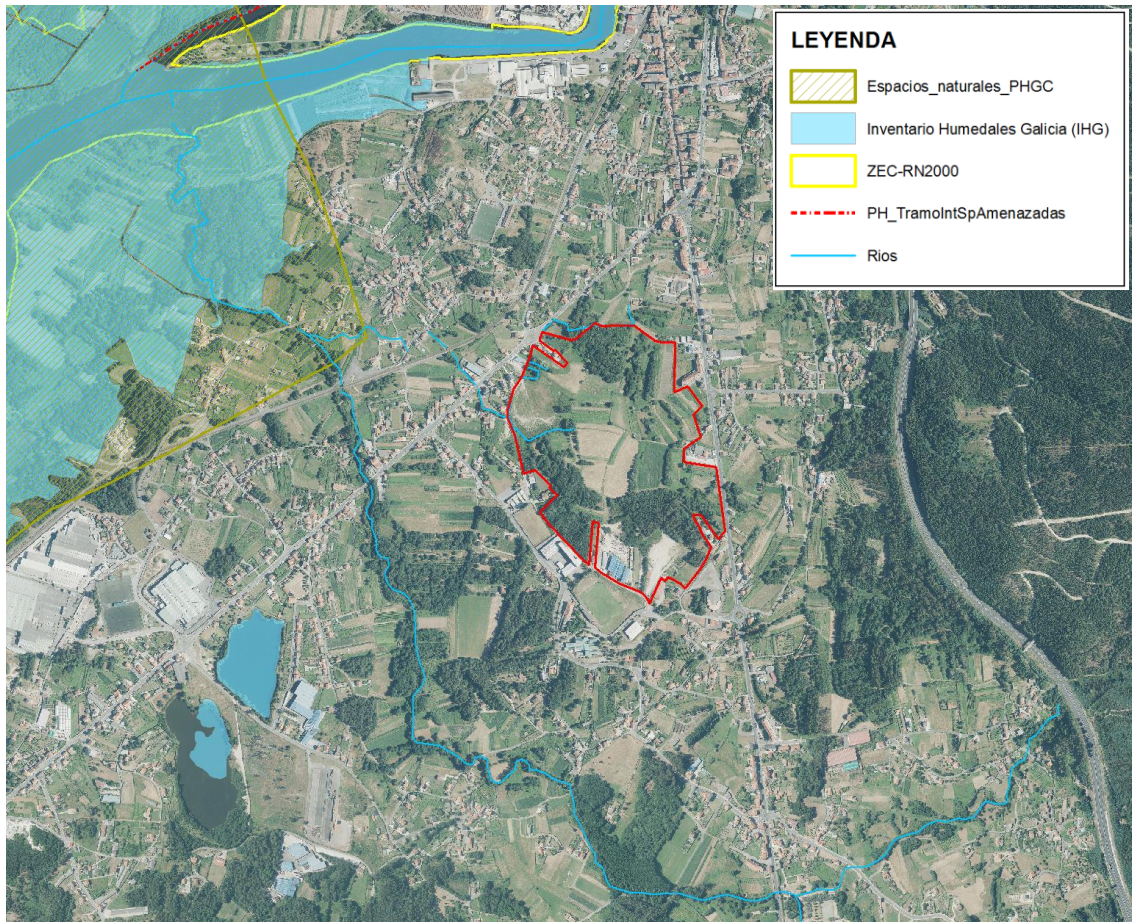 LEYENDA
Espacios_naturales_PHGC
Inventario Humedales Galicia (IHG)
ZEC-RN2000
PH_TramoIntSpAmenazadas
Rios